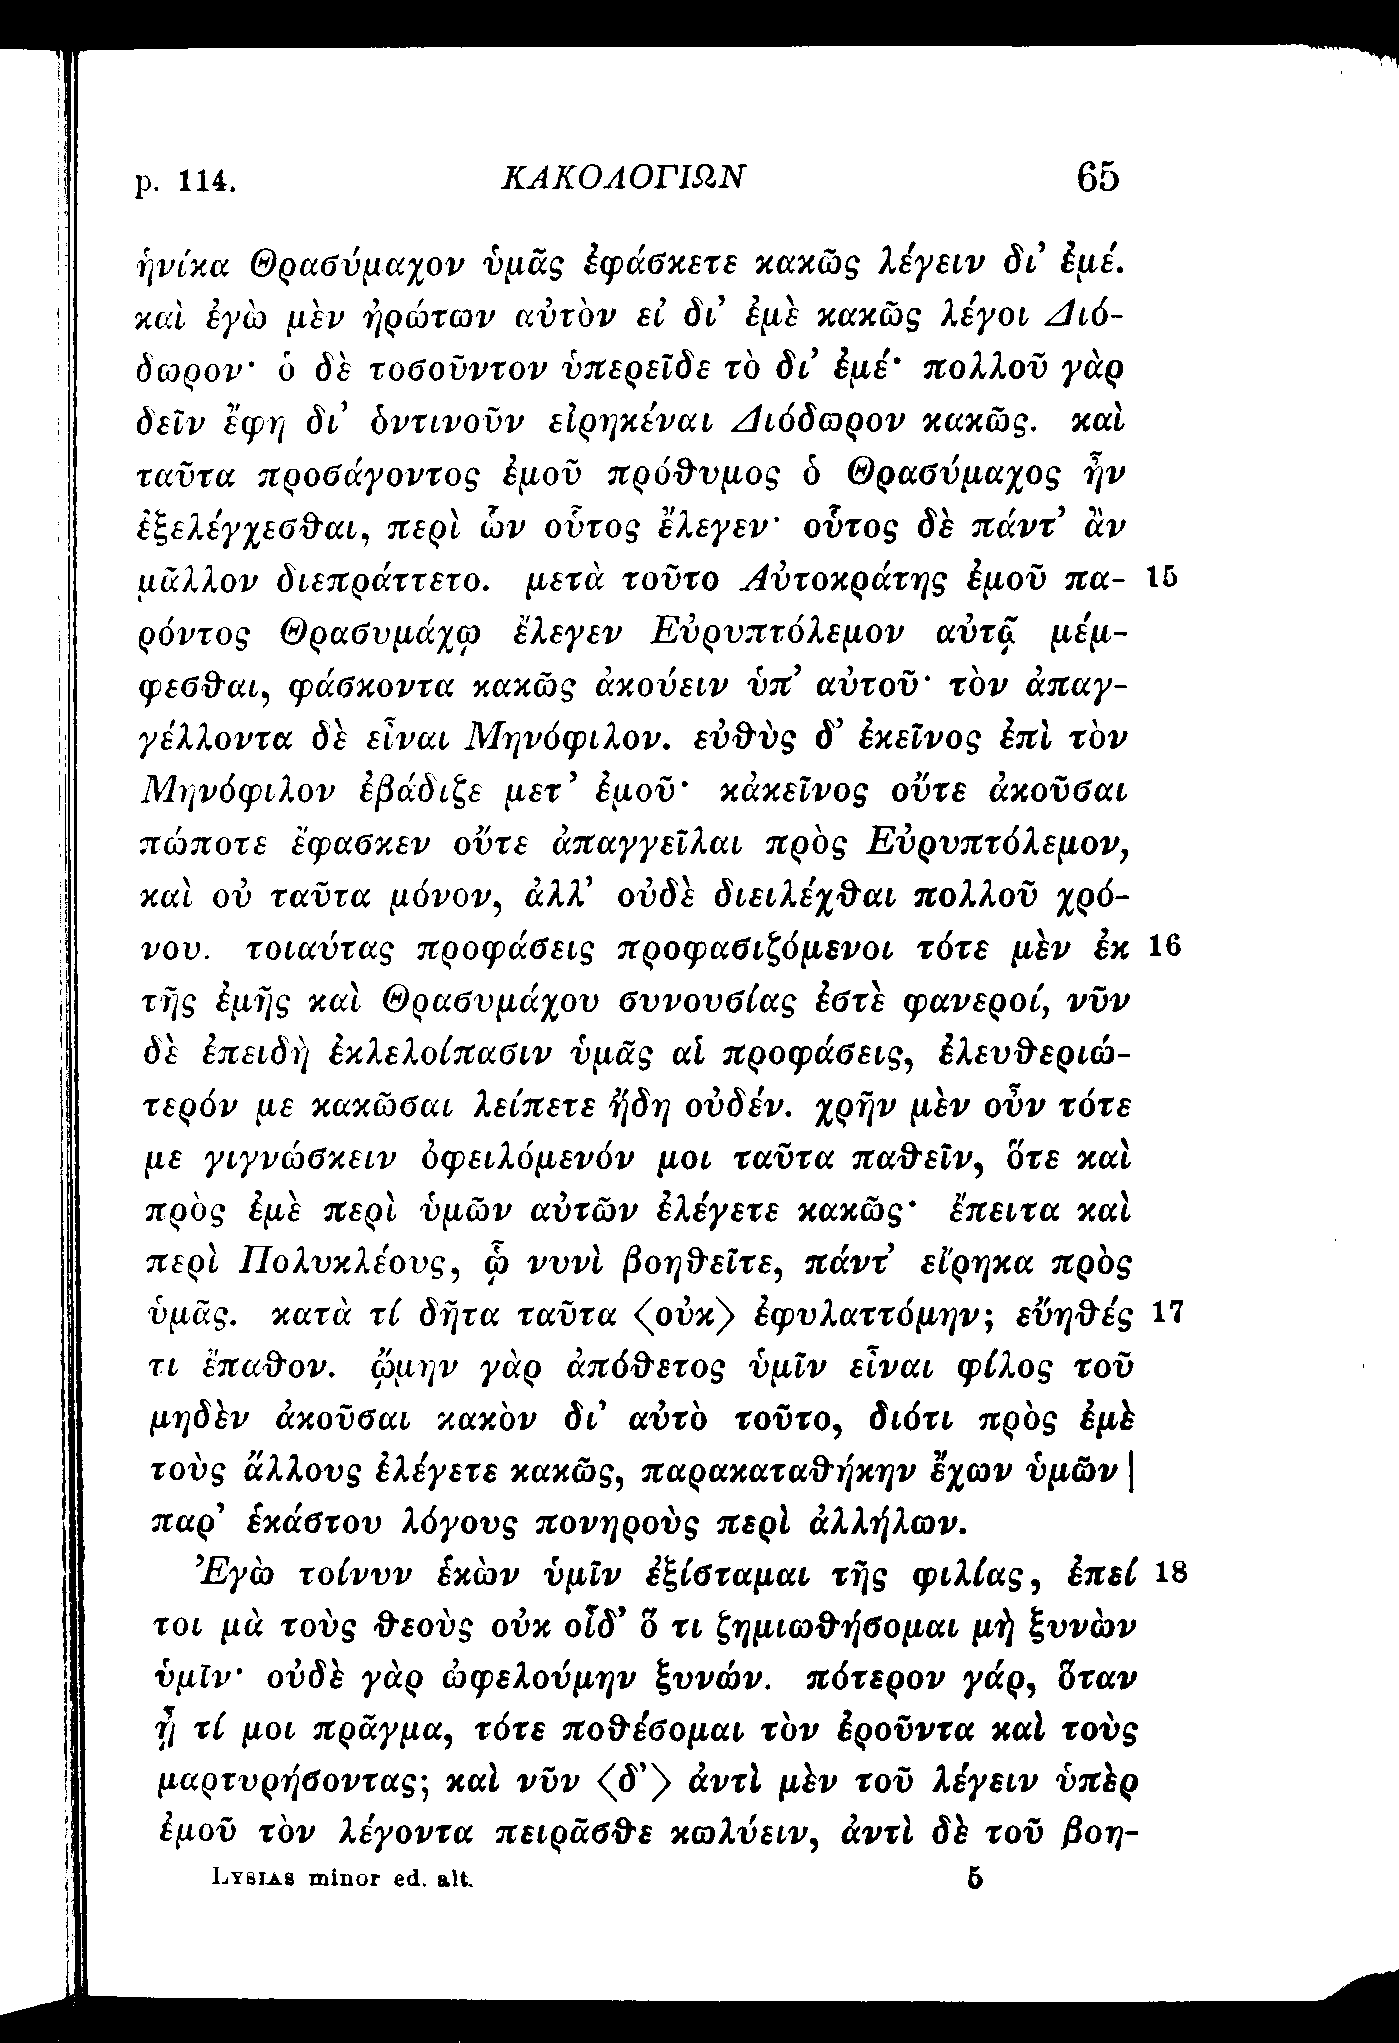 p. 114. ΚΑΚΟΛΟΓΙΩΝ 65
ἡνίκα Θρασύμαχον ὑμᾶς ἐφάσκετε κακῶς λέγειν δι’ ἐμέ.
καὶ ἐγὼ μὲν ἠρώτων αὐτὸν εἰ δι’ ἐμὲ κακῶς λέγοι Διό-
δωρον· ὁ δὲ τοσοῦντον ὑπερεῖδε τὸ δι’ ἐμέ· πολλοῦ γὰρ
δεῖν ἔφη δι’ ὁντινοῦν εἰρηκέναι Διόδωρον κακῶς. καὶ
ταῦτα προσάγοντος ἐμοῦ πρόθυμος ὁ Θρασύμαχος ἦν
ἐξελέγχεσθαι, περὶ ὧν οὗτος ἔλεγεν· οὗτος δὲ πάντ’ ἂν
μᾶλλον διεπράττετο. μετὰ τοῦτο Αὐτοκράτης ἐμοῦ πα- 15
ρόντος Θρασυμάχῳ ἔλεγεν Εὐρυπτόλεμον αὐτῷ μέμ-
φεσθαι, φάσκοντα κακῶς ἀκούειν ὑπ’ αὐτοῦ· τὸν ἀπαγ-
γέλλοντα δὲ εἶναι Μηνόφιλον. εὐθὺς δ’ ἐκεῖνος ἐπὶ τὸν
Μηνόφιλον ἐβάδιζε μετ’ ἐμοῦ· κἀκεῖνος οὔτε ἀκοῦσαι
πώποτε ἔφασκεν οὔτε ἀπαγγεῖλαι πρὸς Εὐρυπτόλεμον,
καὶ οὐ ταῦτα μόνον, ἀλλ’ οὐδὲ διειλέχθαι πολλοῦ χρό-
νου. τοιαύτας προφάσεις προφασιζόμενοι τότε μὲν ἐκ 16
τῆς ἐμῆς καὶ Θρασυμάχου συνουσίας ἐστὲ φανεροί, νῦν
δὲ ἐπειδὴ ἐκλελοίπασιν ὑμᾶς αἱ προφάσεις, ἐλευθεριώ-
τερόν με κακῶσαι λείπετε ἤδη οὐδέν. χρῆν μὲν οὖν τότε
με γιγνώσκειν ὀφειλόμενόν μοι ταῦτα παθεῖν, ὅτε καὶ
πρὸς ἐμὲ περὶ ὑμῶν αὐτῶν ἐλέγετε κακῶς· ἔπειτα καὶ
περὶ Πολυκλέους, ᾧ νυνὶ βοηθεῖτε, πάντ’ εἴρηκα πρὸς
ὑμᾶς. κατὰ τί δῆτα ταῦτα ⟨οὐκ⟩ ἐφυλαττόμην; εὔηθές 17
τι ἔπαθον. ᾤμην γὰρ ἀπόθετος ὑμῖν εἶναι φίλος τοῦ
μηδὲν ἀκοῦσαι κακὸν δι’ αὐτὸ τοῦτο, διότι πρὸς ἐμὲ
τοὺς ἄλλους ἐλέγετε κακῶς, παρακαταθήκην ἔχων ὑμῶν |
παρ’ ἑκάστου λόγους πονηροὺς περὶ ἀλλήλων.
Ἐγὼ τοίνυν ἑκὼν ὑμῖν ἐξίσταμαι τῆς φιλίας, ἐπεί 18
τοι μὰ τοὺς θεοὺς οὐκ οἶδ’ ὅ τι ζημιωθήσομαι μὴ ξυνὼν
ὑμῖν· οὐδὲ γὰρ ὠφελούμην ξυνών. πότερον γάρ, ὅταν
ᾖ τί μοι πρᾶγμα, τότε ποθέσομαι τὸν ἐροῦντα καὶ τοὺς
μαρτυρήσοντας; καὶ νῦν ⟨δ’⟩ ἀντὶ μὲν τοῦ λέγειν ὑπὲρ
ἐμοῦ τὸν λέγοντα πειρᾶσθε κωλύειν, ἀντὶ δὲ τοῦ βοη-
LYSIAS minor ed. alt. 5